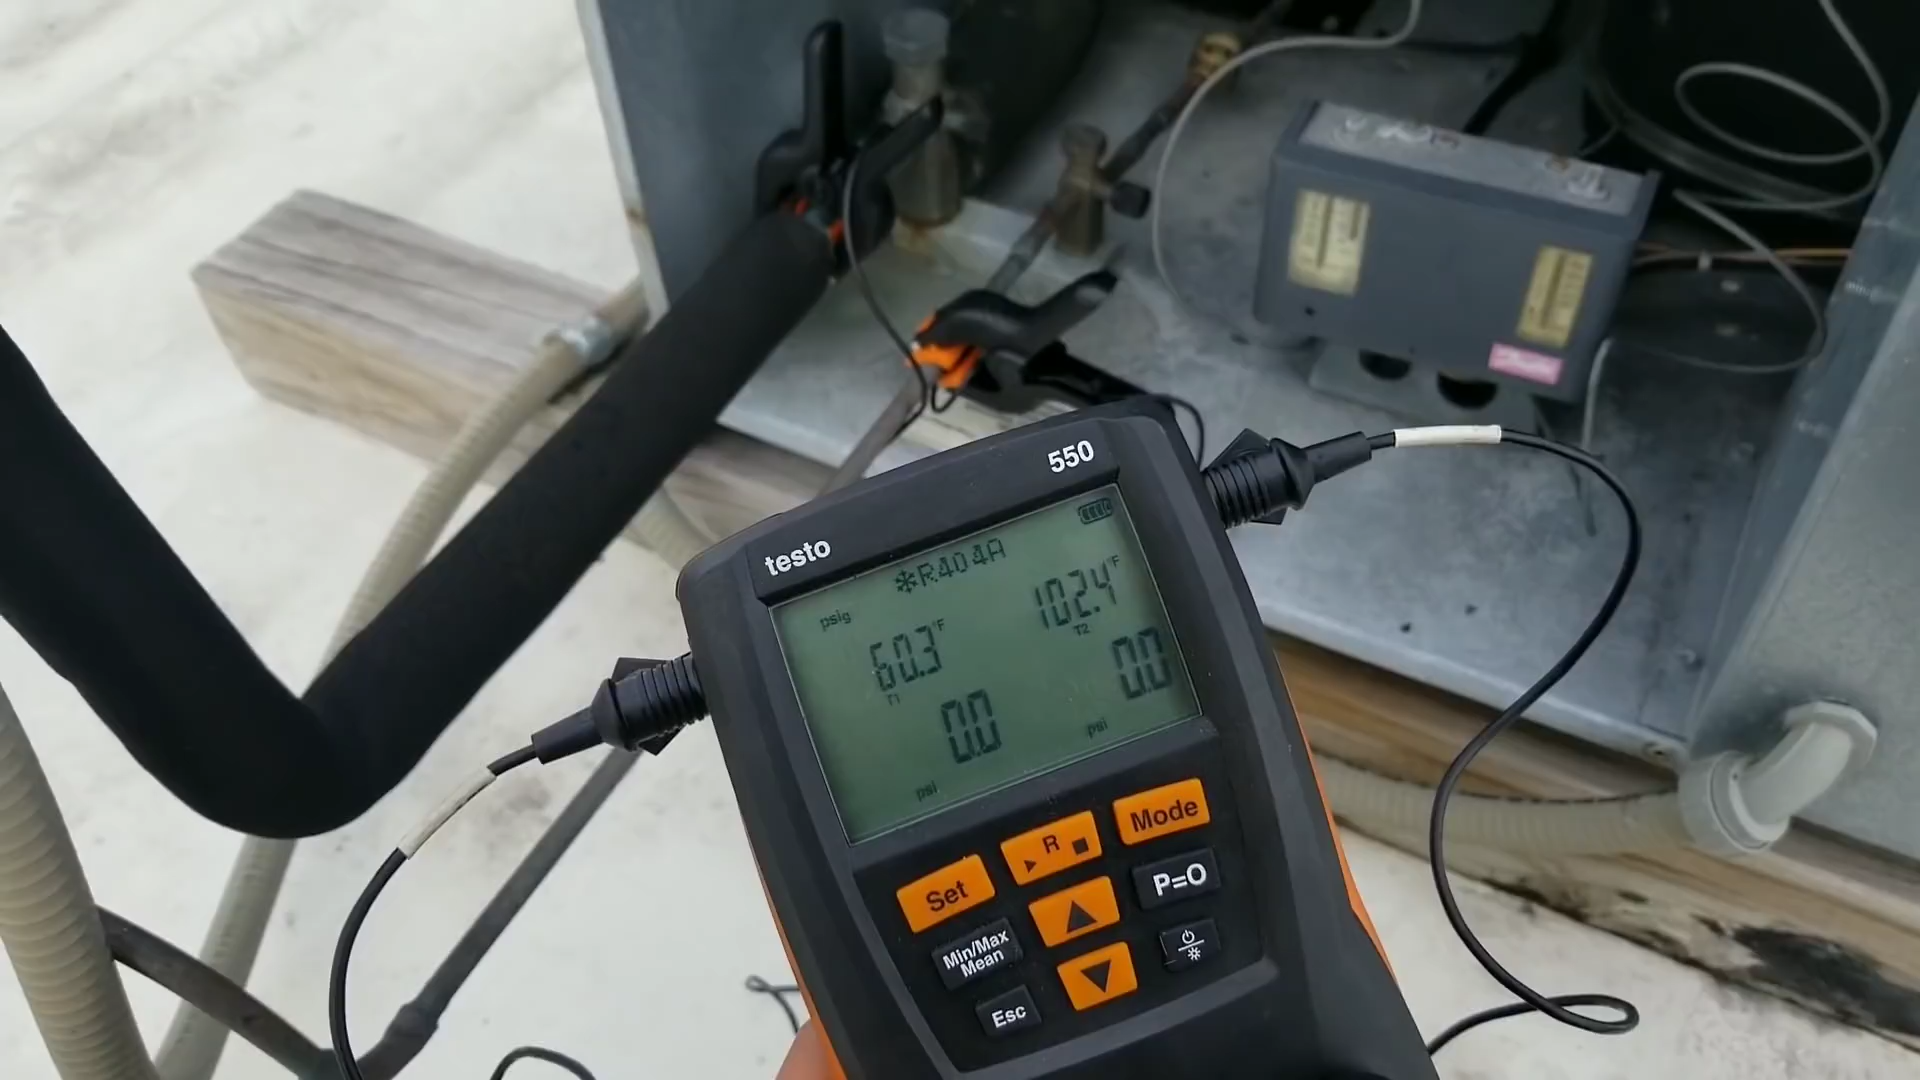 550
testo
❄R404A
psig
60.3°F
T1
102.4°F
T2
0.0
psi
0.0
psi
Set
R
Mode
Min/Max
Mean
P=O
Esc